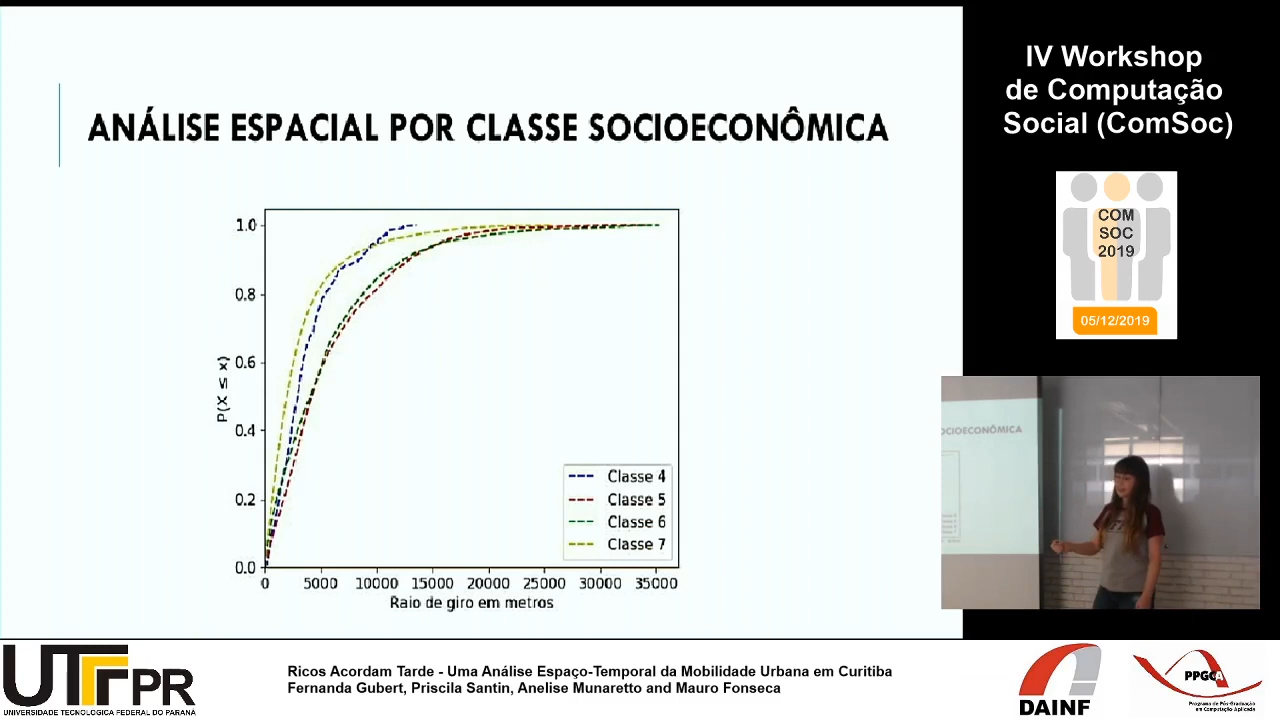 ANÁLISE ESPACIAL POR CLASSE SOCIOECONÔMICA
1.0
0.8
0.6
0.4
0.2
0.0
P(X ≤ x)
0 5000 10000 15000 20000 25000 30000 35000
Raio de giro em metros
Classe 4
Classe 5
Classe 6
Classe 7
IV Workshop
de Computação
Social (ComSoc)
COM
SOC
2019
05/12/2019
OCIOECONÔMICA
UTFPR
UNIVERSIDADE TECNOLÓGICA FEDERAL DO PARANÁ
Ricos Acordam Tarde - Uma Análise Espaço-Temporal da Mobilidade Urbana em Curitiba
Fernanda Gubert, Priscila Santin, Anelise Munaretto and Mauro Fonseca
DAINF
PPGCA
Programa de Pós-Graduação
em Computação Aplicada